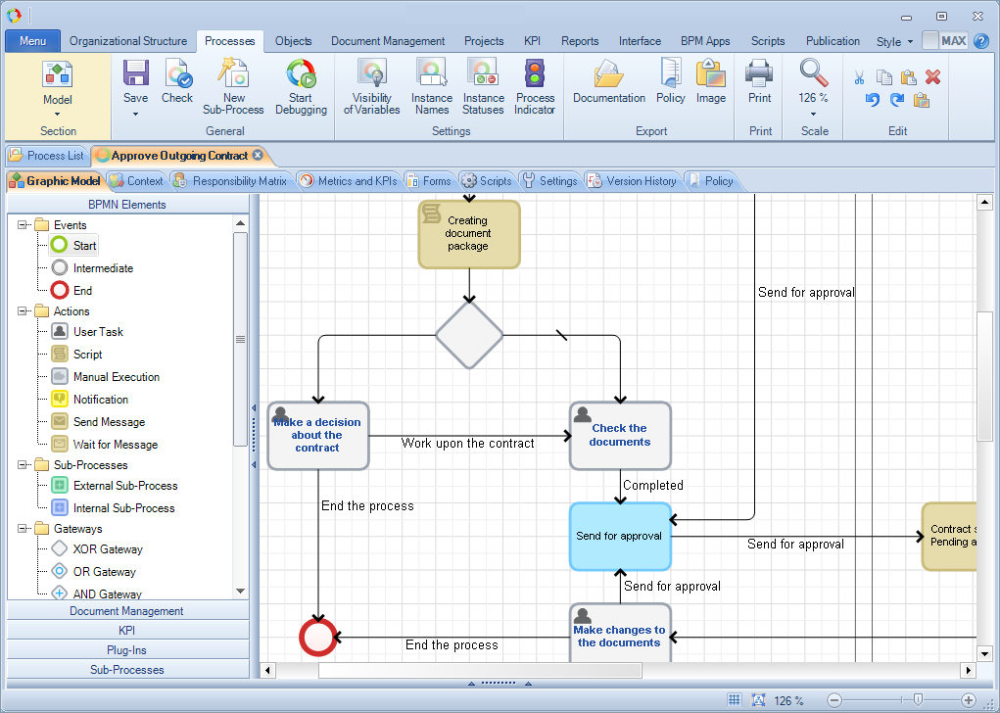 Menu Organizational Structure Processes Objects Document Management Projects KPI Reports Interface BPM Apps Scripts Publication Style MAX ?
Model Save Check New Sub-Process Start Debugging Visibility of Variables Instance Names Instance Statuses Process Indicator Documentation Policy Image Print 126 %
Section General Settings Export Print Scale Edit
Process List Approve Outgoing Contract
Graphic Model Context Responsibility Matrix Metrics and KPIs Forms Scripts Settings Version History Policy
BPMN Elements
Events
Start
Intermediate
End
Actions
User Task
Script
Manual Execution
Notification
Send Message
Wait for Message
Sub-Processes
External Sub-Process
Internal Sub-Process
Gateways
XOR Gateway
OR Gateway
AND Gateway
Document Management
KPI
Plug-Ins
Sub-Processes
Creating
document
package
Send for approval
Make a decision
about the
contract
Work upon the contract
Check the
documents
Completed
End the process
Send for approval
Send for approval
Contract
Pending
Send for approval
Make changes to
the documents
End the process
126 %